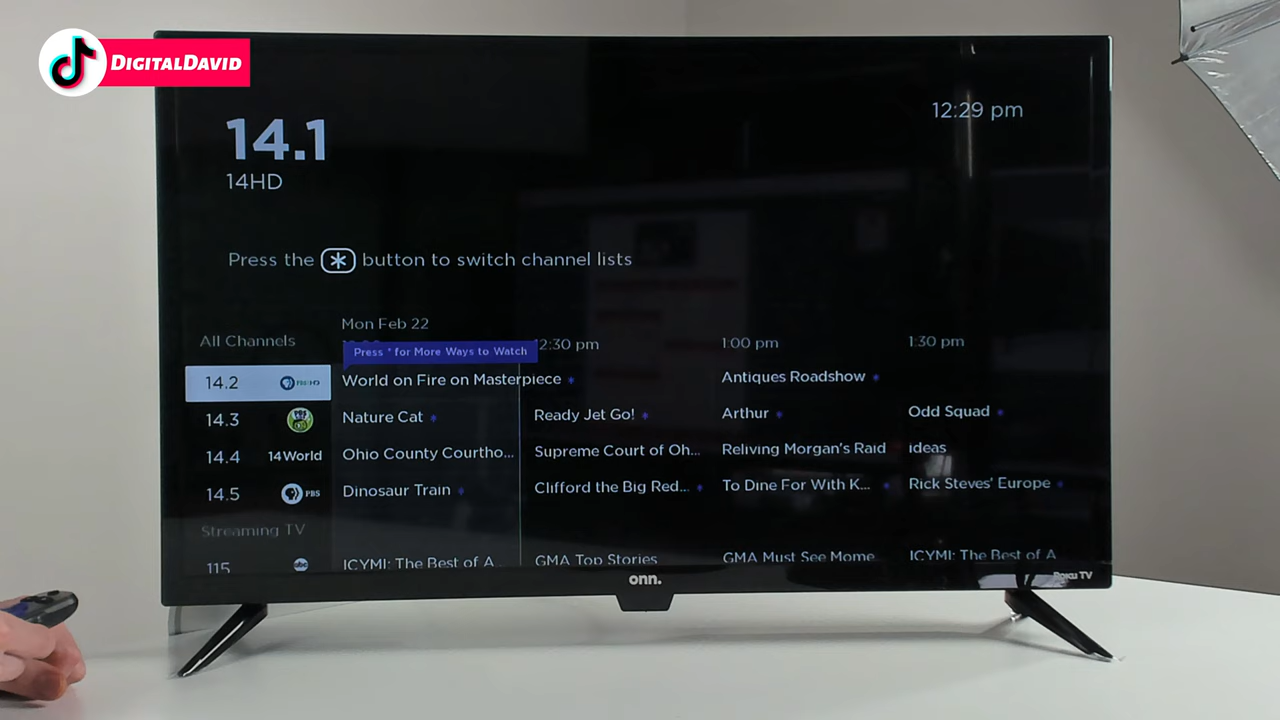 DigitalDavid
14.1
12:29 pm
14HD
Press the * button to switch channel lists
Mon Feb 22
All Channels
12:30 pm
1:00 pm
1:30 pm
Press * for More Ways to Watch
14.2 PBS World on Fire on Masterpiece Antiques Roadshow
14.3 Nature Cat Ready Jet Go! Arthur Odd Squad
14.4 14World Ohio County Courtho... Supreme Court of Oh... Reliving Morgan's Raid ideas
14.5 PBS Dinosaur Train Clifford the Big Red... To Dine For With K... Rick Steves' Europe
Streaming TV
115 abc ICYMI: The Best of A... GMA Top Stories GMA Must See Mome ICYMI: The Best of A
onn.
Roku TV